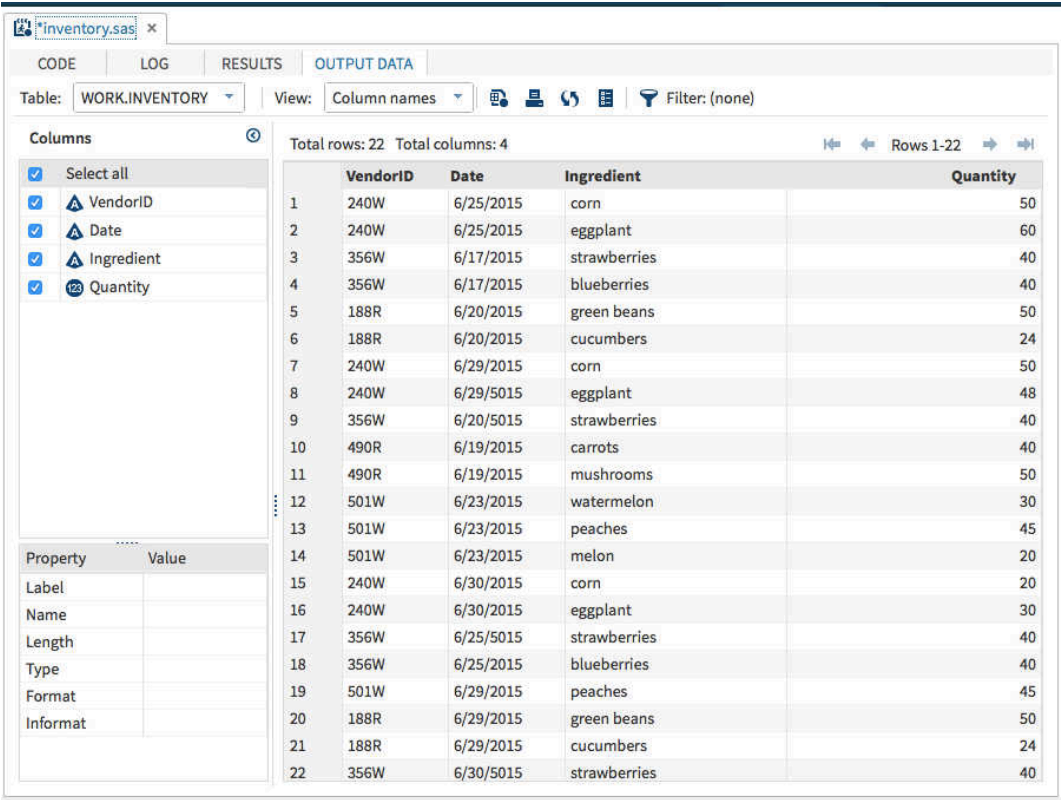 *inventory.sas ×
CODE LOG RESULTS OUTPUT DATA
Table: WORK.INVENTORY View: Column names Filter: (none)
Columns
Select all
VendorID
Date
Ingredient
123 Quantity
Property Value
Label
Name
Length
Type
Format
Informat
Total rows: 22 Total columns: 4 Rows 1-22
VendorID Date Ingredient Quantity
1 240W 6/25/2015 corn 50
2 240W 6/25/2015 eggplant 60
3 356W 6/17/2015 strawberries 40
4 356W 6/17/2015 blueberries 40
5 188R 6/20/2015 green beans 50
6 188R 6/20/2015 cucumbers 24
7 240W 6/29/2015 corn 50
8 240W 6/29/5015 eggplant 48
9 356W 6/20/5015 strawberries 40
10 490R 6/19/2015 carrots 40
11 490R 6/19/2015 mushrooms 50
12 501W 6/23/2015 watermelon 30
13 501W 6/23/2015 peaches 45
14 501W 6/23/2015 melon 20
15 240W 6/30/2015 corn 20
16 240W 6/30/2015 eggplant 30
17 356W 6/25/5015 strawberries 40
18 356W 6/25/2015 blueberries 40
19 501W 6/29/2015 peaches 45
20 188R 6/29/2015 green beans 50
21 188R 6/29/2015 cucumbers 24
22 356W 6/30/5015 strawberries 40